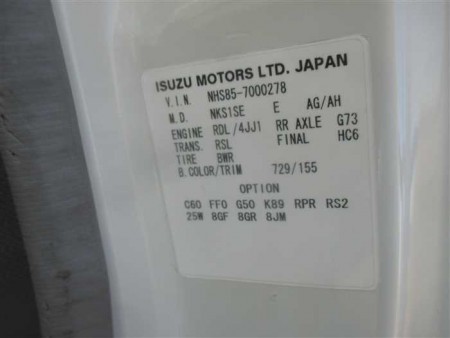 ISUZU MOTORS LTD. JAPAN
V.I.N. NHS85-7000278
M.D. NKS1SE E AG/AH
ENGINE RDL/4JJ1 RR AXLE G73
TRANS. RSL FINAL HC6
TIRE BWR
B.COLOR/TRIM 729/155
OPTION
C60 FF0 G50 K89 RPR RS2
25W 8GF 8GR 8JM